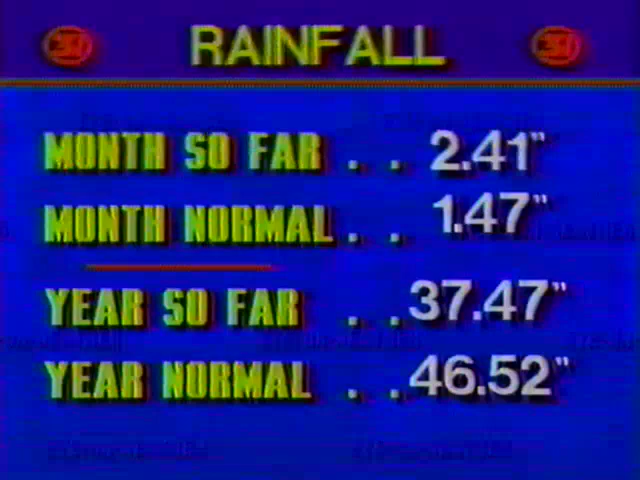 RAINFALL
MONTH SO FAR . . 2.41"
MONTH NORMAL . . 1.47"
YEAR SO FAR . . 37.47"
YEAR NORMAL . . 46.52"